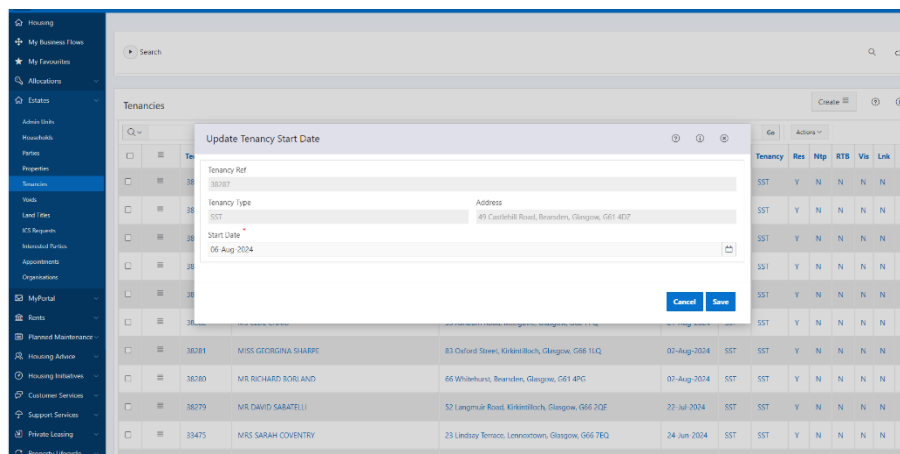 Housing
My Business Flows
My Favourites
Allocations
Estates
Admin Units
Households
Parties
Properties
Tenancies
Voids
Land Titles
ICS Requests
Interested Parties
Appointments
Organisations
MyPortal
Rents
Planned Maintenance
Housing Advice
Housing Initiatives
Customer Services
Support Services
Private Leasing
Property Lifecycle
Search
Tenancies
Create
Go
Actions
Update Tenancy Start Date
Tenancy Ref
38287
Tenancy Type
Address
SST
49 Castlehill Road, Bearsden, Glasgow, G61 4DZ
Start Date *
06-Aug-2024
Cancel
Save
Tenancy Res Ntp RTB Vis Lnk
38 SST Y N N N N
38 SST Y N N N N
38 SST Y N N N N
38 SST Y N N N N
38 SST Y N N N N
SST Y N N N N
38281 MISS GEORGINA SHARPE 83 Oxford Street, Kirkintilloch, Glasgow, G66 1LQ 02-Aug-2024 SST SST Y N N N N
38280 MR RICHARD BORLAND 66 Whitehurst, Bearsden, Glasgow, G61 4PG 02-Aug-2024 SST SST Y N N N N
38279 MR DAVID SABATELLI 52 Langmuir Road, Kirkintilloch, Glasgow, G66 2QE 22-Jul-2024 SST SST Y N N N N
33475 MRS SARAH COVENTRY 23 Lindsay Terrace, Lennoxtown, Glasgow, G66 7EQ 24-Jun-2024 SST SST Y N N N N